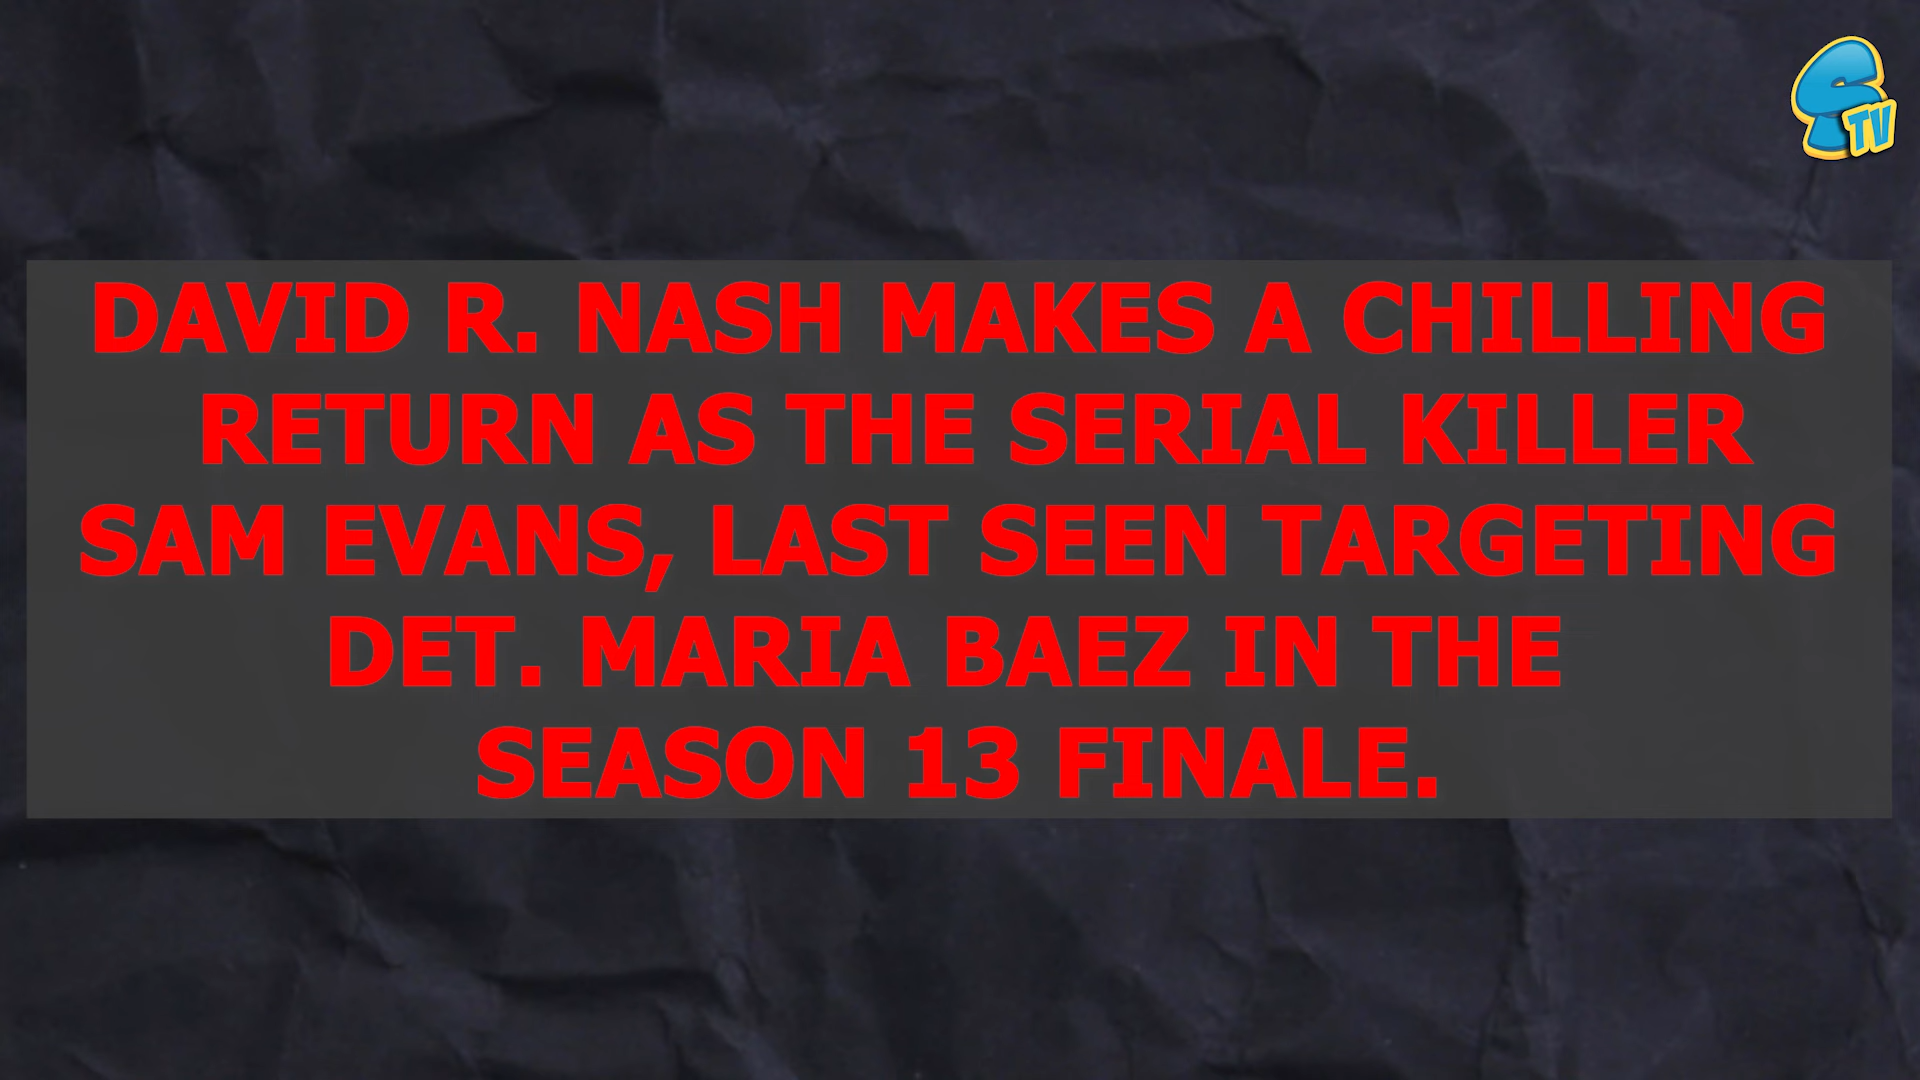 TV
DAVID R. NASH MAKES A CHILLING
RETURN AS THE SERIAL KILLER
SAM EVANS, LAST SEEN TARGETING
DET. MARIA BAEZ IN THE
SEASON 13 FINALE.